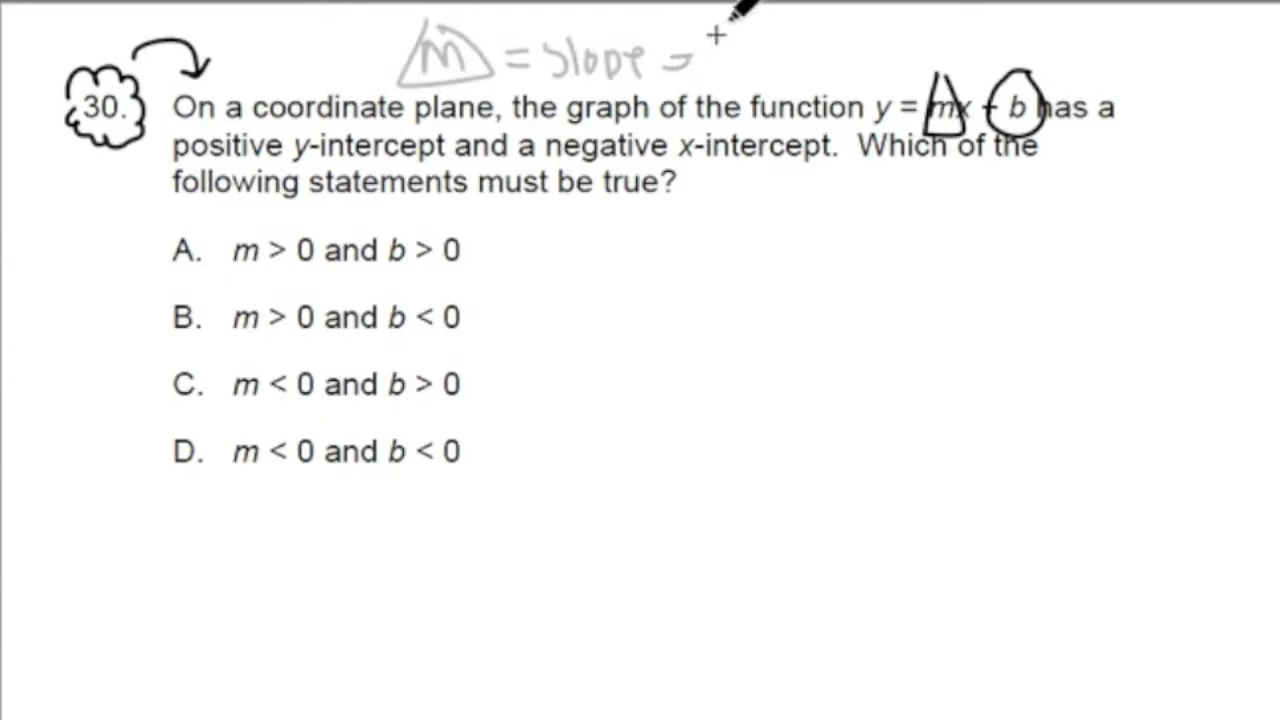 m = slope =
30. On a coordinate plane, the graph of the function y = mx + b has a
positive y-intercept and a negative x-intercept. Which of the
following statements must be true?
A. m > 0 and b > 0
B. m > 0 and b < 0
C. m < 0 and b > 0
D. m < 0 and b < 0